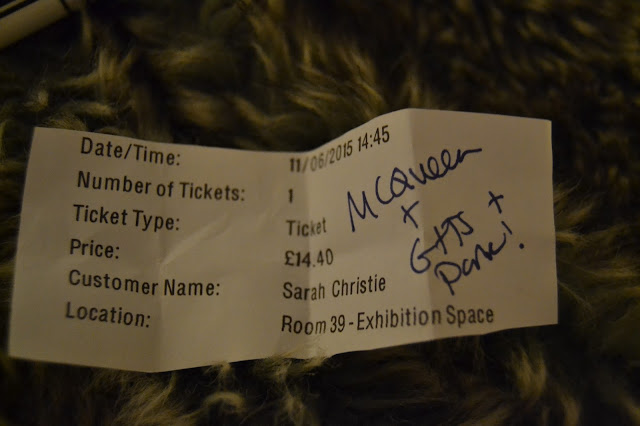 Date/Time: 11/06/2015 14:45
Number of Tickets: 1
Ticket Type: Ticket
Price: £14.40
Customer Name: Sarah Christie
Location: Room 39 - Exhibition Space
McQueen
+
+
Park!